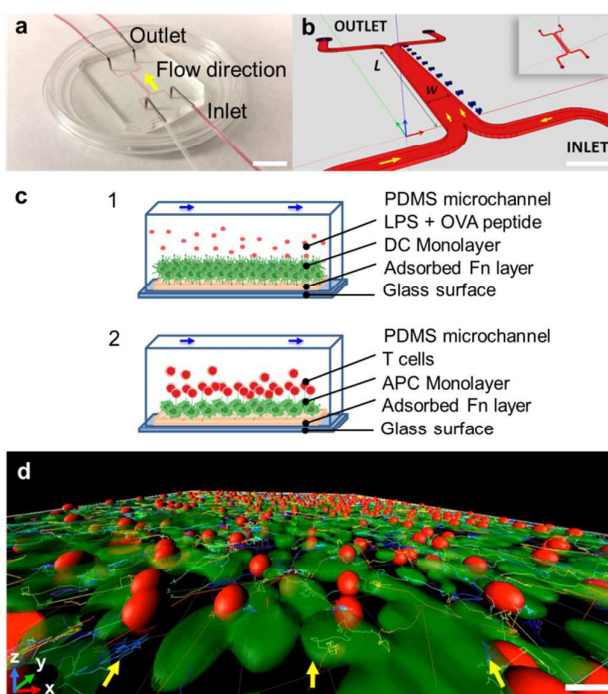 a
Outlet
Flow direction
Inlet
b
OUTLET
L
W
INLET
c
1
PDMS microchannel
LPS + OVA peptide
DC Monolayer
Adsorbed Fn layer
Glass surface
2
PDMS microchannel
T cells
APC Monolayer
Adsorbed Fn layer
Glass surface
d
z
y
x